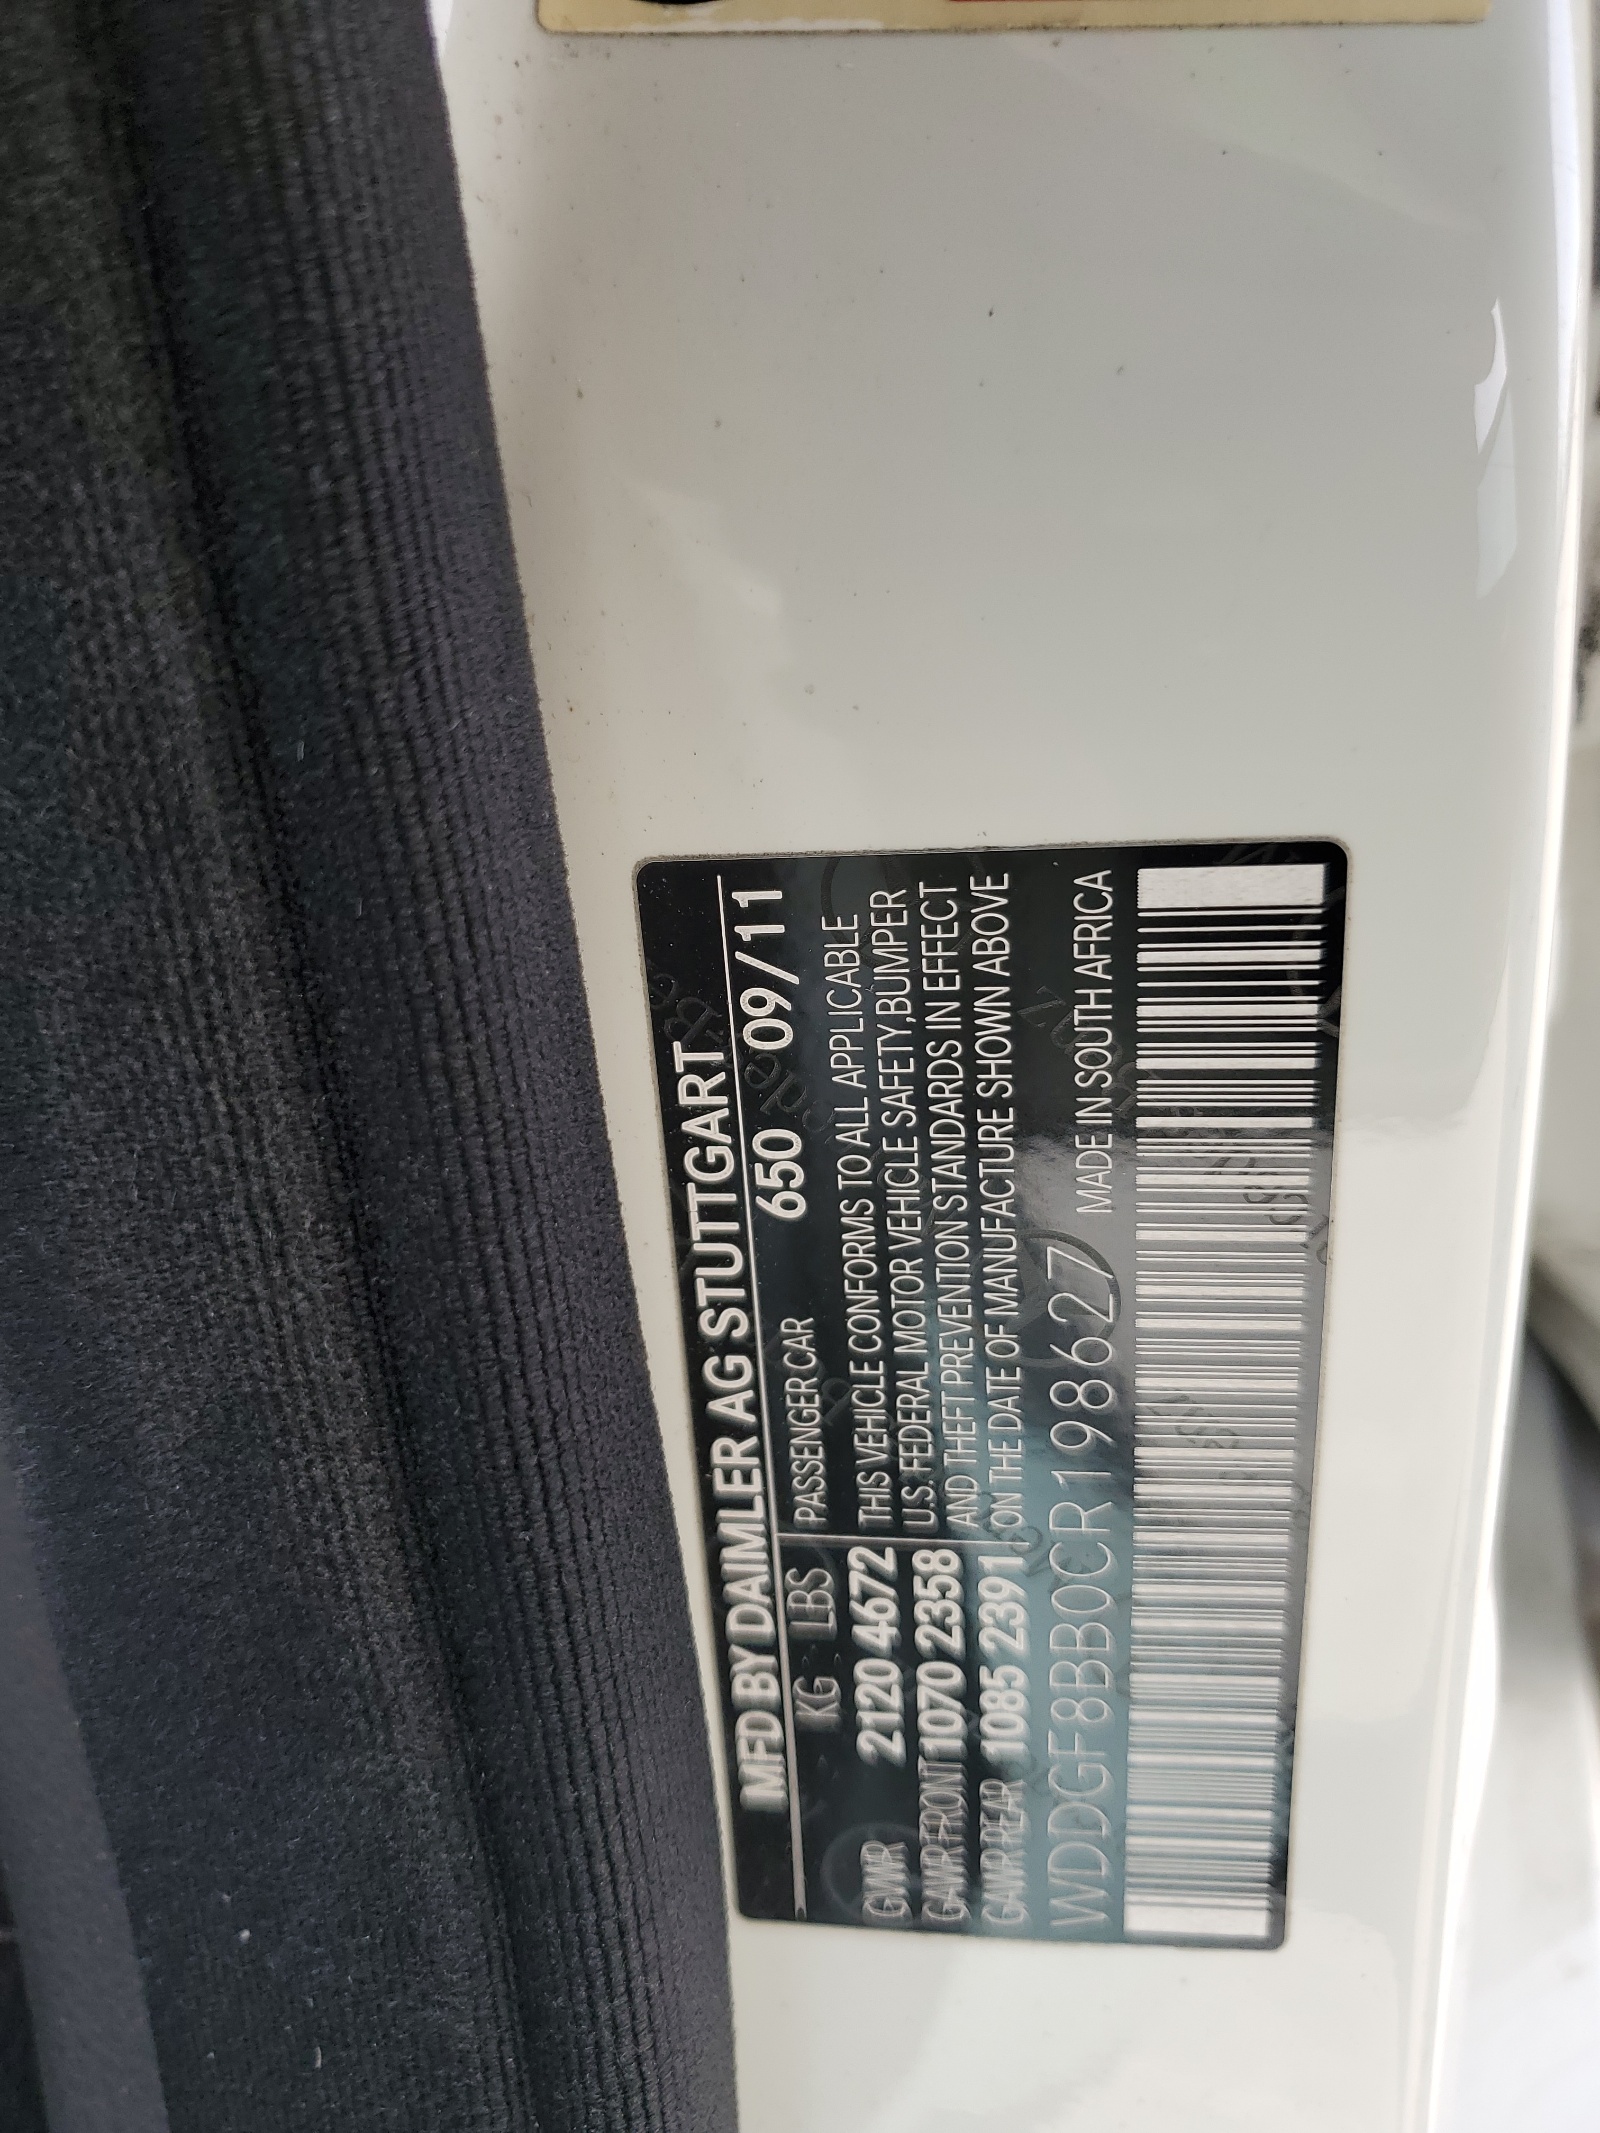 MFD BY DAIMLER AG STUTTGART
KG LBS PASSENGER CAR 650 09/11
GVWR 2120 4672 THIS VEHICLE CONFORMS TO ALL APPLICABLE
GAWR FRONT 1070 2358 U.S. FEDERAL MOTOR VEHICLE SAFETY,BUMPER
GAWR REAR 1085 2391 AND THEFT PREVENTION STANDARDS IN EFFECT
ON THE DATE OF MANUFACTURE SHOWN ABOVE
WDDGF8BB0CR198627 MADE IN SOUTH AFRICA